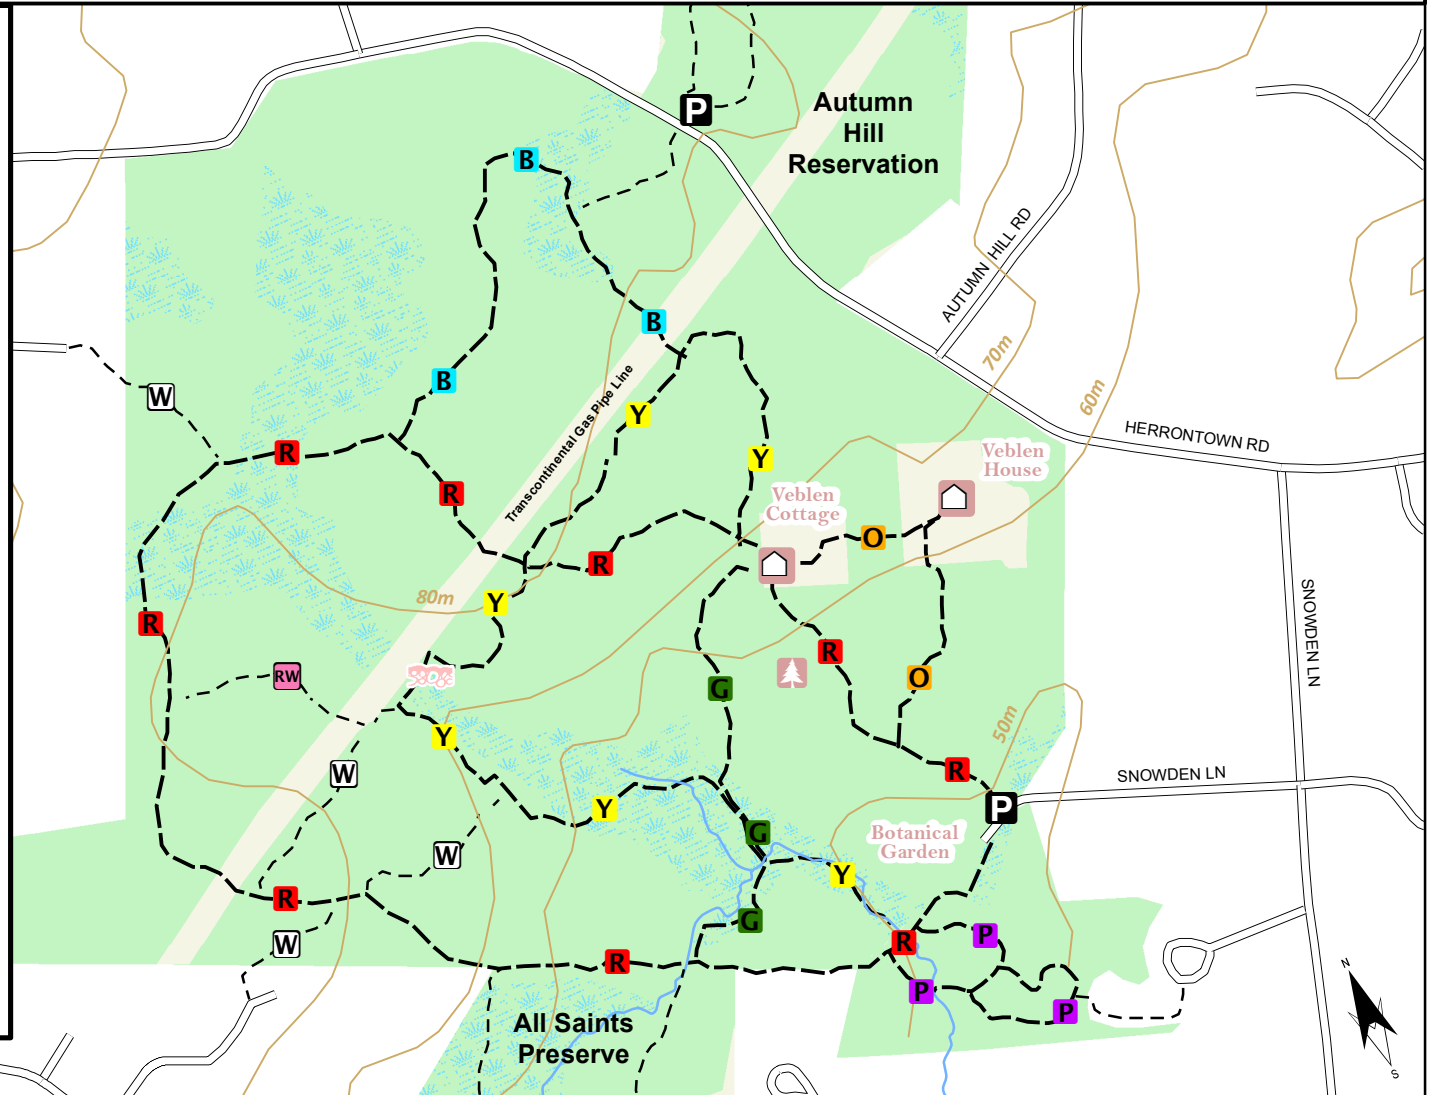 P
Autumn
Hill
Reservation
B
B
B
AUTUMN HILL RD
70m
60m
HERRONTOWN RD
Transcontinental Gas Pipe Line
W
Y
R
Y
Veblen
House
R
Veblen
Cottage
O
R
80m
Y
R
R
SNOWDEN LN
RW
G
O
50m
Y
W
R
SNOWDEN LN
Y
P
G
Botanical
Garden
W
Y
R
G
W
R
P
R
P
P
All Saints
Preserve
N
S